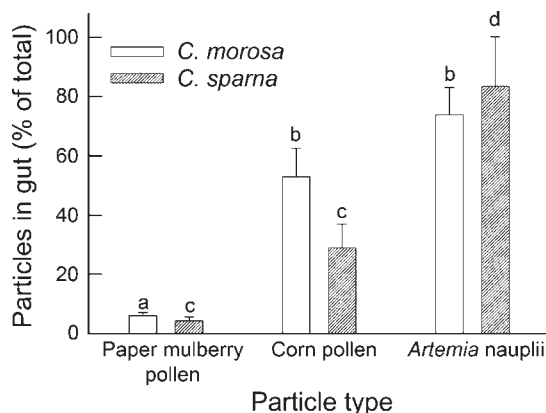 Particles in gut (% of total)
100
80
60
40
20
0
C. morosa
C. sparna
a
c
b
c
b
d
Paper mulberry
pollen
Corn pollen
Artemia nauplii
Particle type